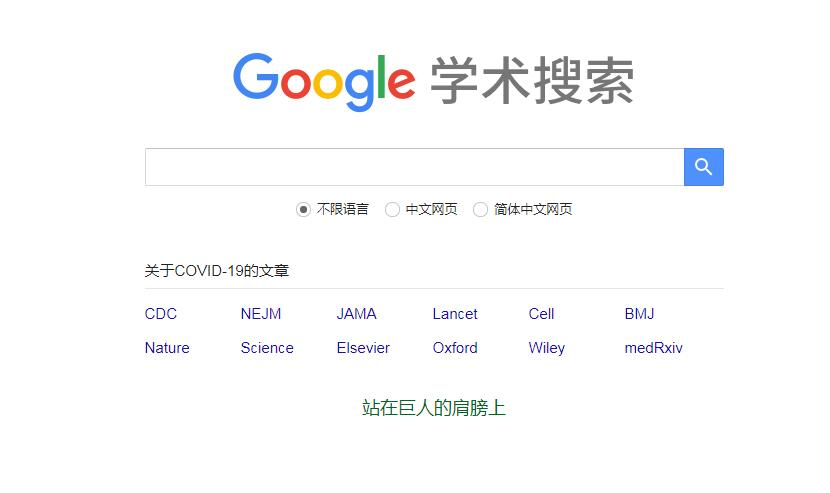 Google 学术搜索
不限语言 中文网页 简体中文网页
关于COVID-19的文章
CDC NEJM JAMA Lancet Cell BMJ
Nature Science Elsevier Oxford Wiley medRxiv
站在巨人的肩膀上